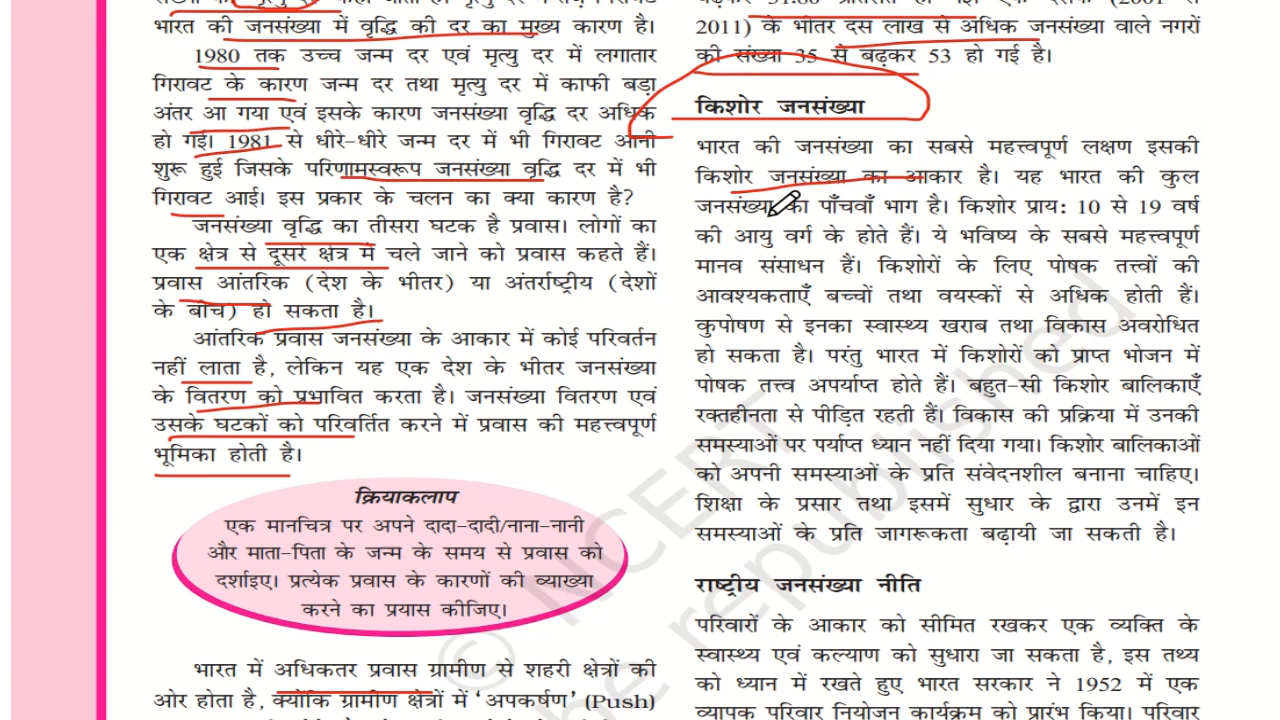 भारत की जनसंख्या में वृद्धि की दर का मुख्य कारण है।
1980 तक उच्च जन्म दर एवं मृत्यु दर में लगातार
गिरावट के कारण जन्म दर तथा मृत्यु दर में काफी बड़ा
अंतर आ गया एवं इसके कारण जनसंख्या वृद्धि दर अधिक
हो गई। 1981 से धीरे-धीरे जन्म दर में भी गिरावट आनी
शुरू हुई जिसके परिणामस्वरूप जनसंख्या वृद्धि दर में भी
गिरावट आई। इस प्रकार के चलन का क्या कारण है?
जनसंख्या वृद्धि का तीसरा घटक है प्रवास। लोगों का
एक क्षेत्र से दूसरे क्षेत्र में चले जाने को प्रवास कहते हैं।
प्रवास आंतरिक (देश के भीतर) या अंतर्राष्ट्रीय (देशों
के बीच) हो सकता है।
आंतरिक प्रवास जनसंख्या के आकार में कोई परिवर्तन
नहीं लाता है, लेकिन यह एक देश के भीतर जनसंख्या
के वितरण को प्रभावित करता है। जनसंख्या वितरण एवं
उसके घटकों को परिवर्तित करने में प्रवास की महत्त्वपूर्ण
भूमिका होती है।
क्रियाकलाप
एक मानचित्र पर अपने दादा-दादी/नाना-नानी
और माता-पिता के जन्म के समय से प्रवास को
दर्शाइए। प्रत्येक प्रवास के कारणों की व्याख्या
करने का प्रयास कीजिए।
भारत में अधिकतर प्रवास ग्रामीण से शहरी क्षेत्रों की
ओर होता है, क्योंकि ग्रामीण क्षेत्रों में ‘अपकर्षण’ (Push)
2011) के भीतर दस लाख से अधिक जनसंख्या वाले नगरों
की संख्या 35 से बढ़कर 53 हो गई है।
किशोर जनसंख्या
भारत की जनसंख्या का सबसे महत्त्वपूर्ण लक्षण इसकी
किशोर जनसंख्या का आकार है। यह भारत की कुल
जनसंख्या का पाँचवाँ भाग है। किशोर प्राय: 10 से 19 वर्ष
की आयु वर्ग के होते हैं। ये भविष्य के सबसे महत्त्वपूर्ण
मानव संसाधन हैं। किशोरों के लिए पोषक तत्त्वों की
आवश्यकताएँ बच्चों तथा वयस्कों से अधिक होती हैं।
कुपोषण से इनका स्वास्थ्य खराब तथा विकास अवरोधित
हो सकता है। परंतु भारत में किशोरों को प्राप्त भोजन में
पोषक तत्त्व अपर्याप्त होते हैं। बहुत-सी किशोर बालिकाएँ
रक्तहीनता से पीड़ित रहती हैं। विकास की प्रक्रिया में उनकी
समस्याओं पर पर्याप्त ध्यान नहीं दिया गया। किशोर बालिकाओं
को अपनी समस्याओं के प्रति संवेदनशील बनाना चाहिए।
शिक्षा के प्रसार तथा इसमें सुधार के द्वारा उनमें इन
समस्याओं के प्रति जागरूकता बढ़ायी जा सकती है।
राष्ट्रीय जनसंख्या नीति
परिवारों के आकार को सीमित रखकर एक व्यक्ति के
स्वास्थ्य एवं कल्याण को सुधारा जा सकता है, इस तथ्य
को ध्यान में रखते हुए भारत सरकार ने 1952 में एक
व्यापक परिवार नियोजन कार्यक्रम को प्रारंभ किया। परिवार
© NCERT
be republished